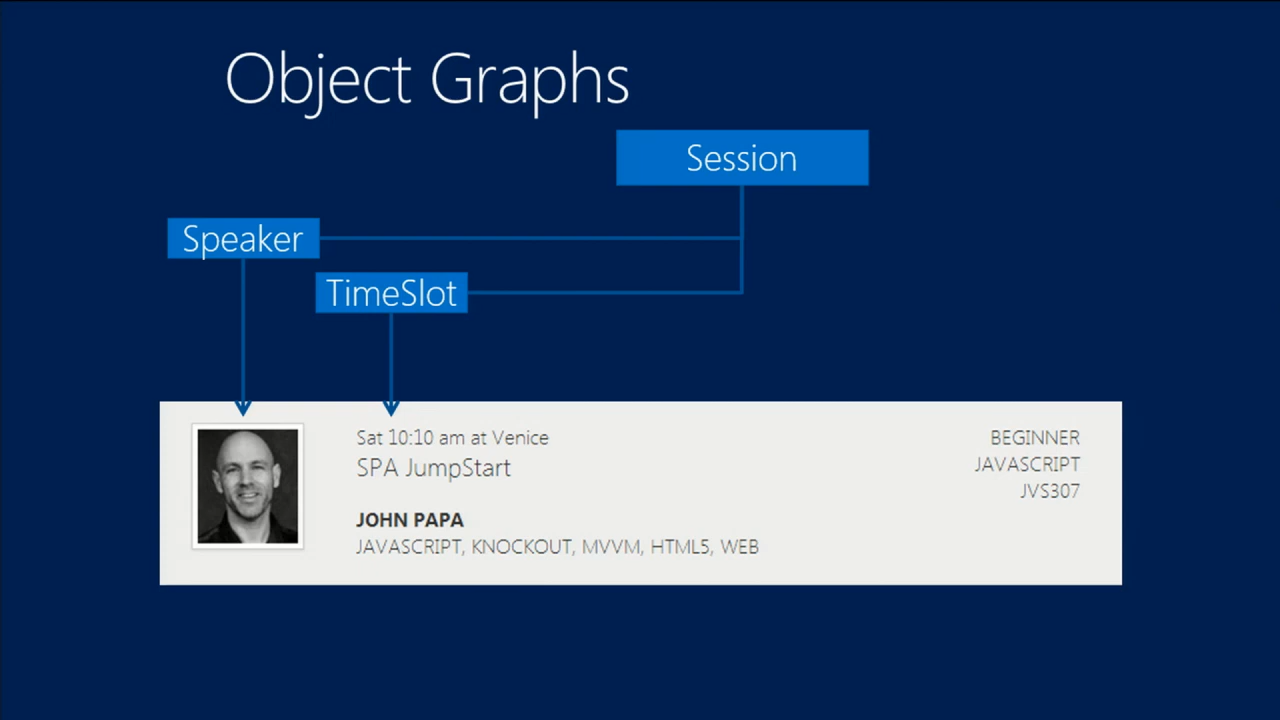 Object Graphs
Session
Speaker
TimeSlot
Sat 10:10 am at Venice
SPA JumpStart
JOHN PAPA
JAVASCRIPT, KNOCKOUT, MVVM, HTML5, WEB
BEGINNER
JAVASCRIPT
JVS307